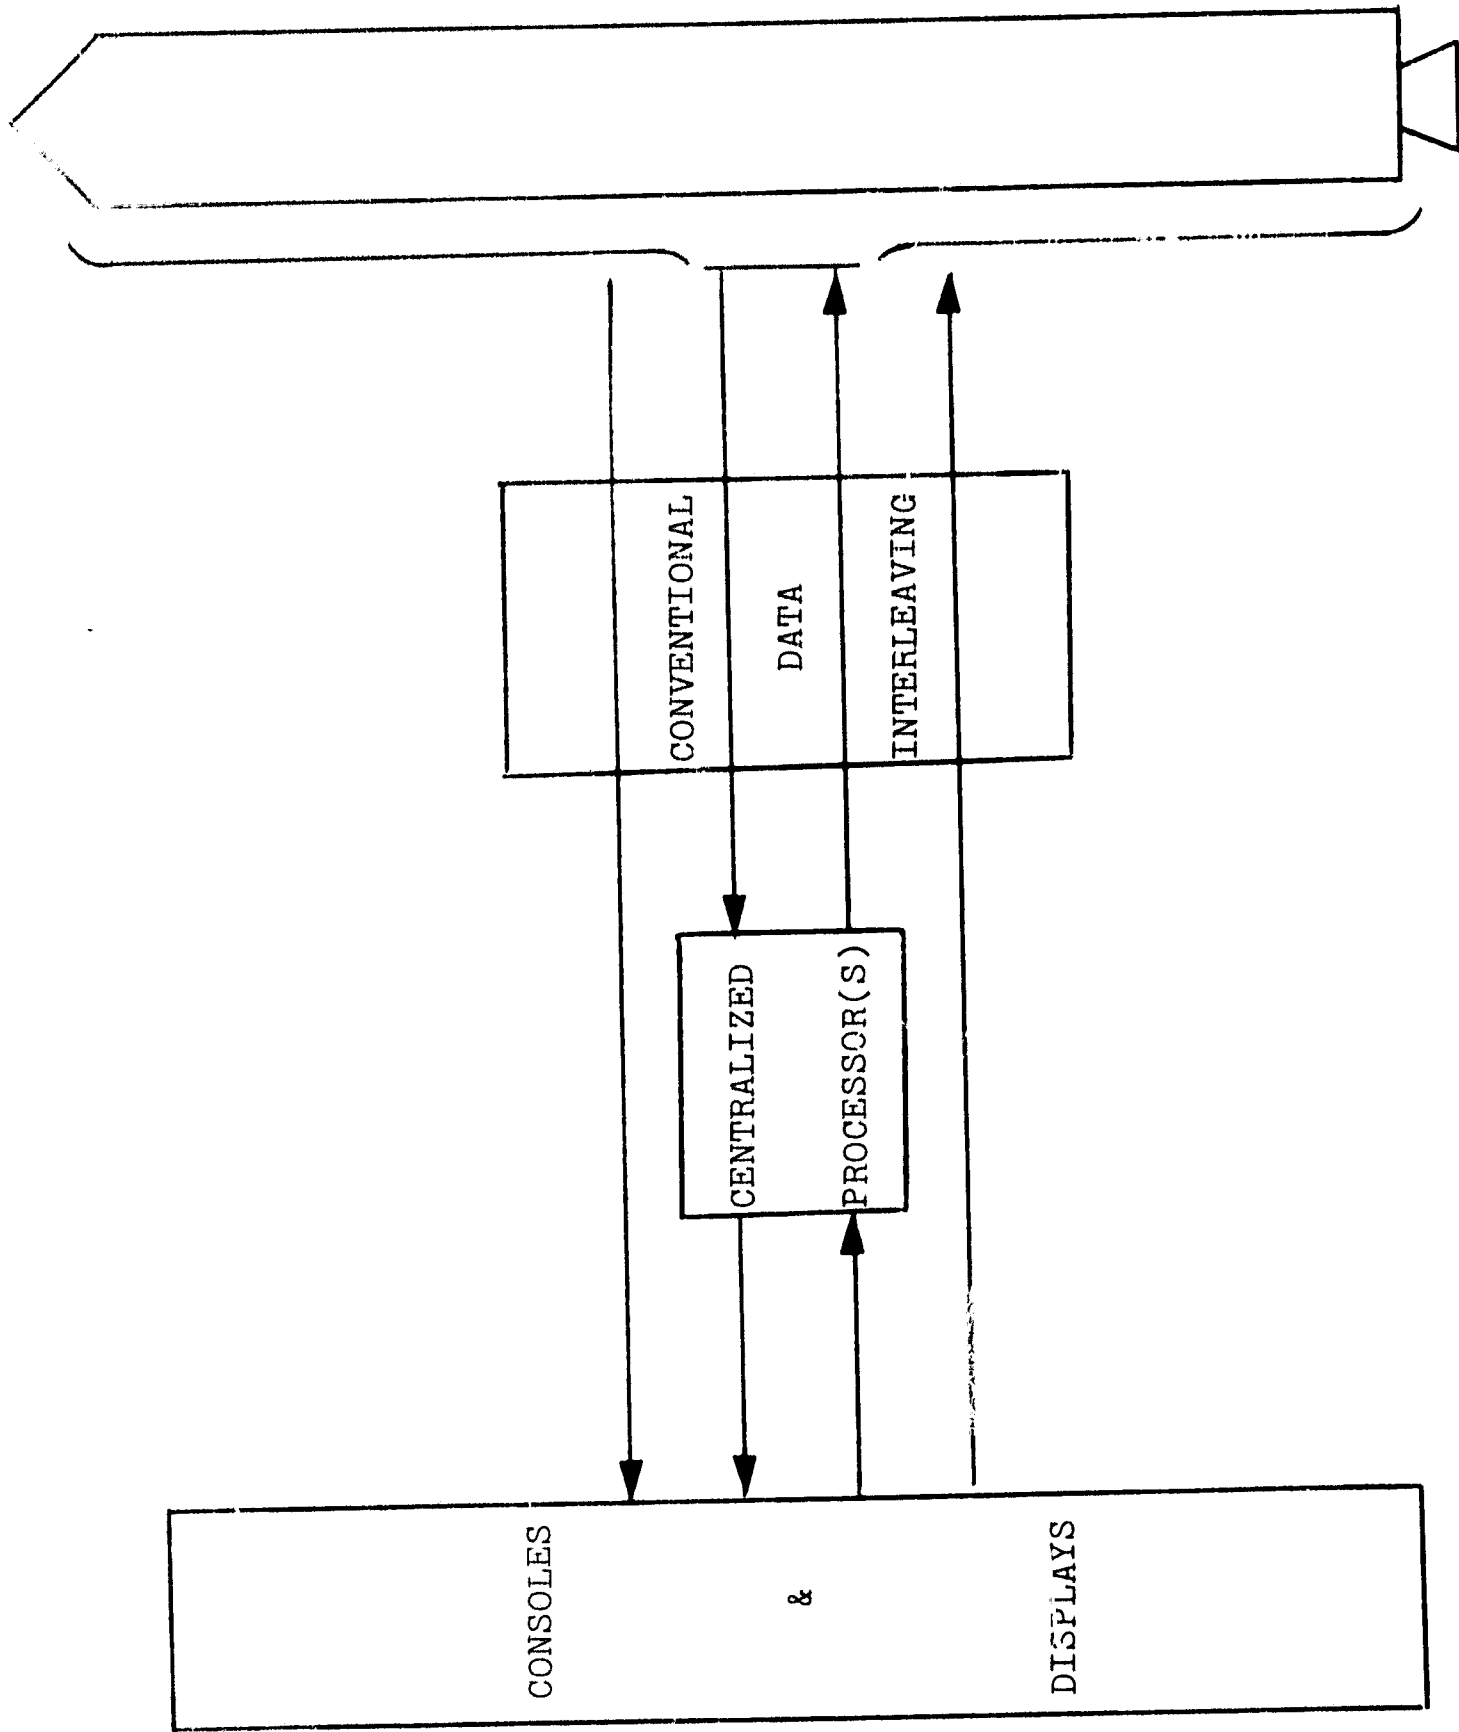 CONSOLES
&
DISPLAYS
CENTRALIZED
PROCESSOR(S)
CONVENTIONAL
DATA
INTERLEAVING